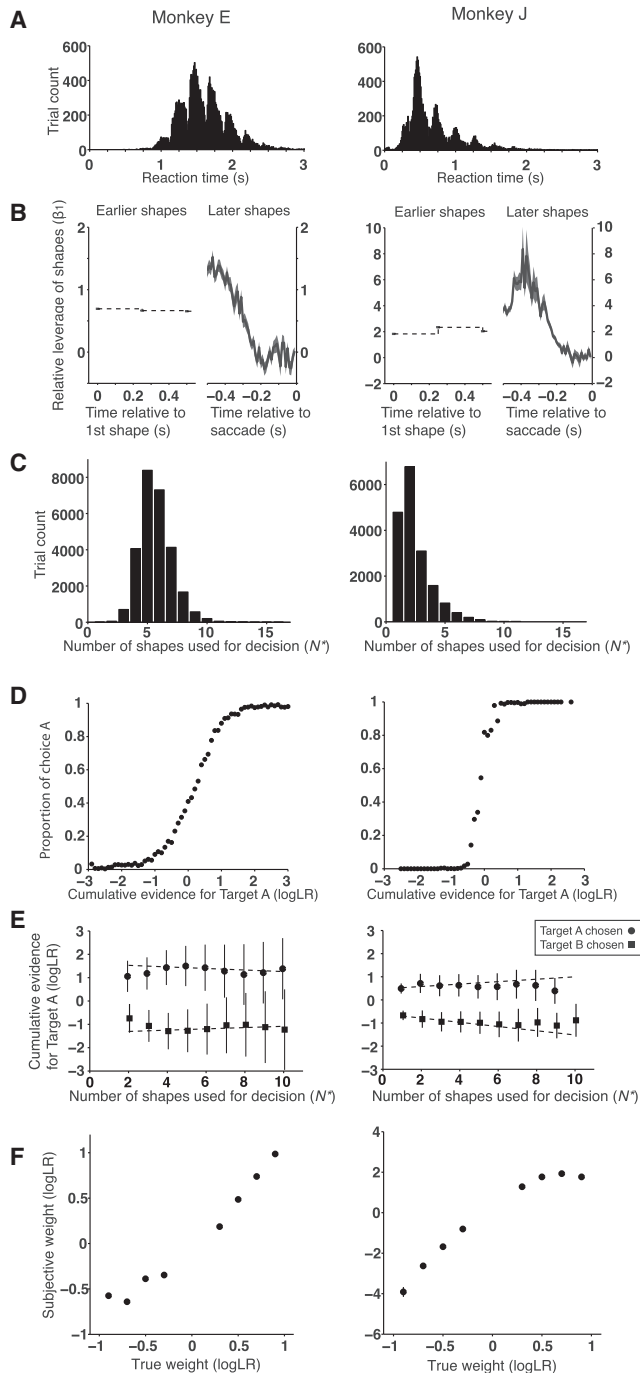 Monkey E
Monkey J
A
Trial count
600
400
200
0
0 1 2 3
Reaction time (s)
600
400
200
0
0 1 2 3
Reaction time (s)
B
Relative leverage of shapes (β1)
Earlier shapes
Later shapes
2
1
0
2
1
0
0 0.2 0.4
−0.4 −0.2 0
Time relative to
1st shape (s)
Time relative to
saccade (s)
Earlier shapes
Later shapes
10
8
6
4
2
0
−2
10
8
6
4
2
0
−2
0 0.2 0.4
−0.4 −0.2 0
Time relative to
1st shape (s)
Time relative to
saccade (s)
C
Trial count
8000
6000
4000
2000
0
0 5 10 15
Number of shapes used for decision (N*)
6000
4000
2000
0
0 5 10 15
Number of shapes used for decision (N*)
D
Proportion of choice A
1
0.8
0.6
0.4
0.2
0
−3 −2 −1 0 1 2 3
Cumulative evidence for Target A (logLR)
1
0.8
0.6
0.4
0.2
0
−3 −2 −1 0 1 2 3
Cumulative evidence for Target A (logLR)
E
Cumulative evidence
for Target A (logLR)
3
2
1
0
−1
−2
−3
0 2 4 6 8 10
Number of shapes used for decision (N*)
Target A chosen
Target B chosen
3
2
1
0
−1
−2
−3
0 2 4 6 8 10
Number of shapes used for decision (N*)
F
Subjective weight (logLR)
1
0.5
0
−0.5
−1
−1 −0.5 0 0.5 1
True weight (logLR)
4
2
0
−2
−4
−6
−1 −0.5 0 0.5 1
True weight (logLR)